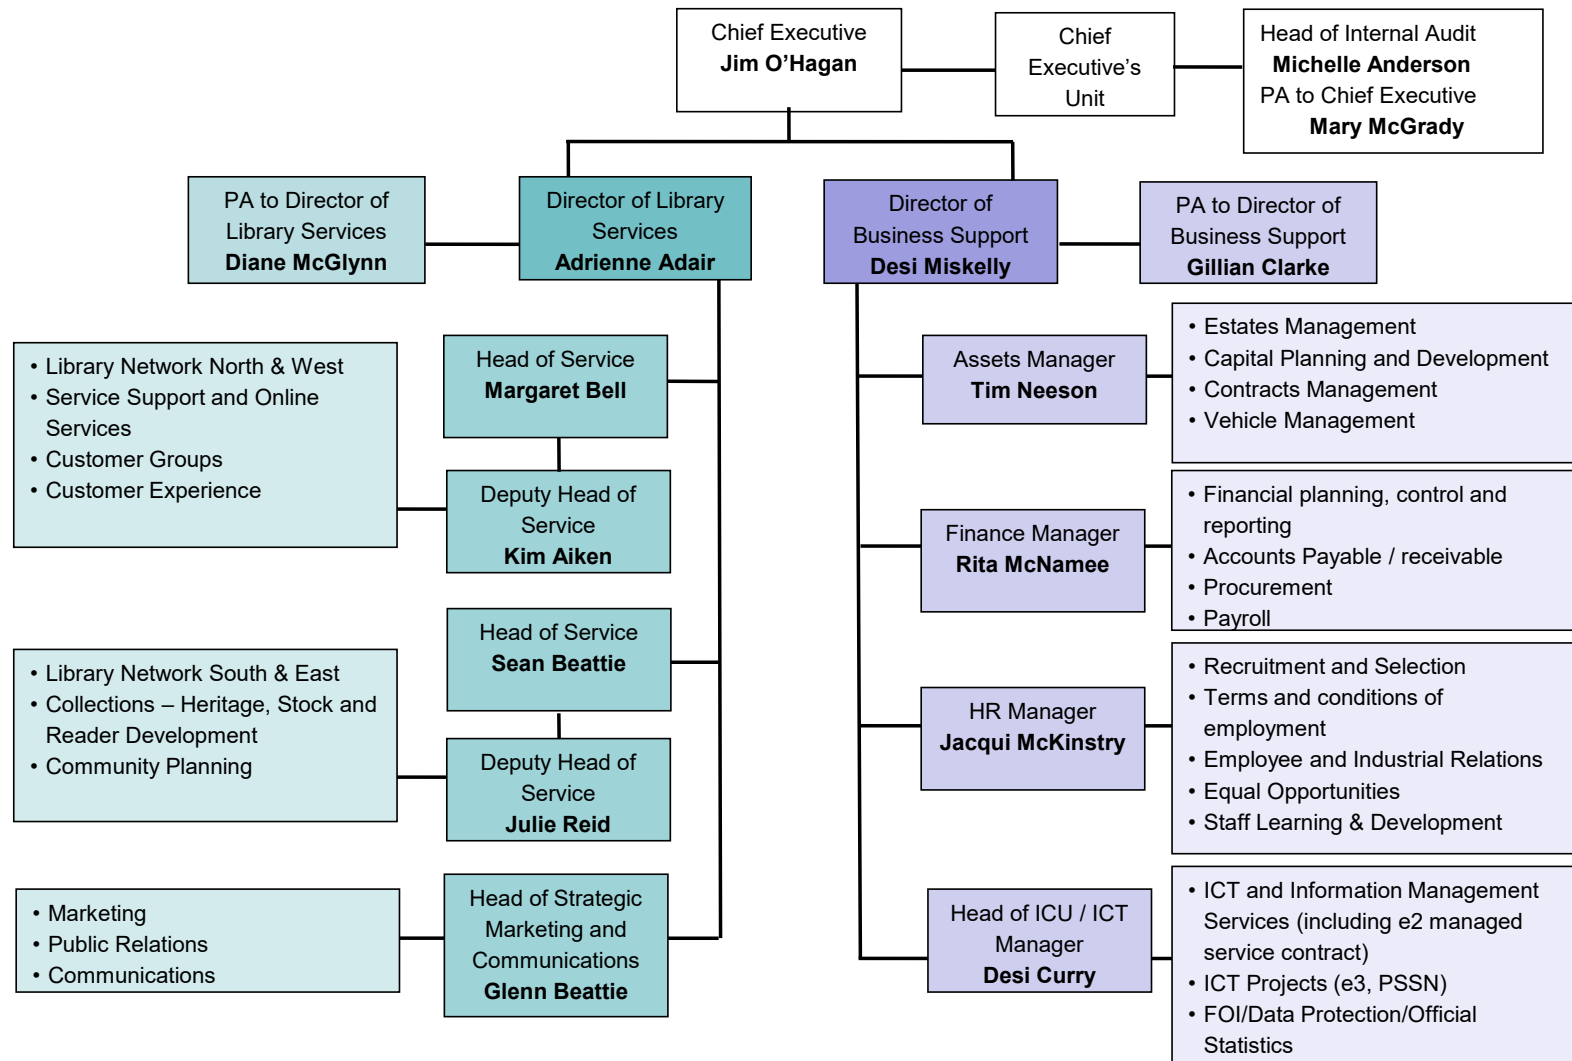 Chief Executive
Jim O’Hagan
Chief
Executive’s
Unit
Head of Internal Audit
Michelle Anderson
PA to Chief Executive
Mary McGrady
PA to Director of
Library Services
Diane McGlynn
Director of Library
Services
Adrienne Adair
Director of
Business Support
Desi Miskelly
PA to Director of
Business Support
Gillian Clarke
• Library Network North & West
• Service Support and Online
Services
• Customer Groups
• Customer Experience
Head of Service
Margaret Bell
Deputy Head of
Service
Kim Aiken
• Library Network South & East
• Collections – Heritage, Stock and
Reader Development
• Community Planning
Head of Service
Sean Beattie
Deputy Head of
Service
Julie Reid
• Marketing
• Public Relations
• Communications
Head of Strategic
Marketing and
Communications
Glenn Beattie
Assets Manager
Tim Neeson
• Estates Management
• Capital Planning and Development
• Contracts Management
• Vehicle Management
Finance Manager
Rita McNamee
• Financial planning, control and
reporting
• Accounts Payable / receivable
• Procurement
• Payroll
HR Manager
Jacqui McKinstry
• Recruitment and Selection
• Terms and conditions of
employment
• Employee and Industrial Relations
• Equal Opportunities
• Staff Learning & Development
Head of ICU / ICT
Manager
Desi Curry
• ICT and Information Management
Services (including e2 managed
service contract)
• ICT Projects (e3, PSSN)
• FOI/Data Protection/Official
Statistics